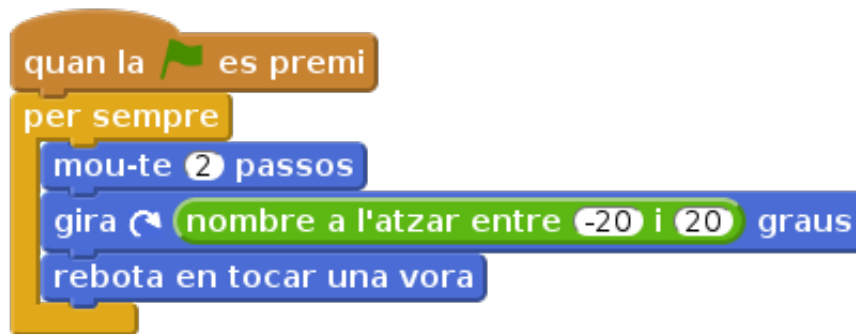 quan la es premi
per sempre
mou-te 2 passos
gira nombre a l'atzar entre -20 i 20 graus
rebota en tocar una vora